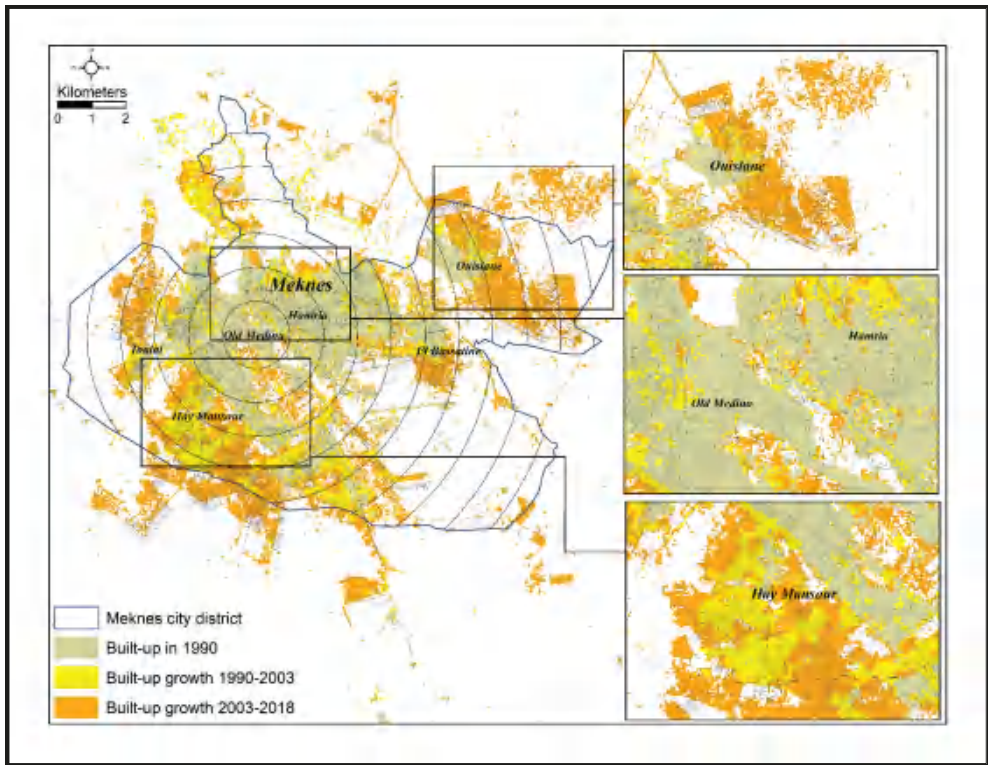 Kilometers
0 1 2
Ouislane
Meknes
Hamria
Old Medina
El Bassatine
Hay Mansour
Ouislane
Hamria
Old Medina
Hay Mansour
Meknes city district
Built-up in 1990
Built-up growth 1990-2003
Built-up growth 2003-2018